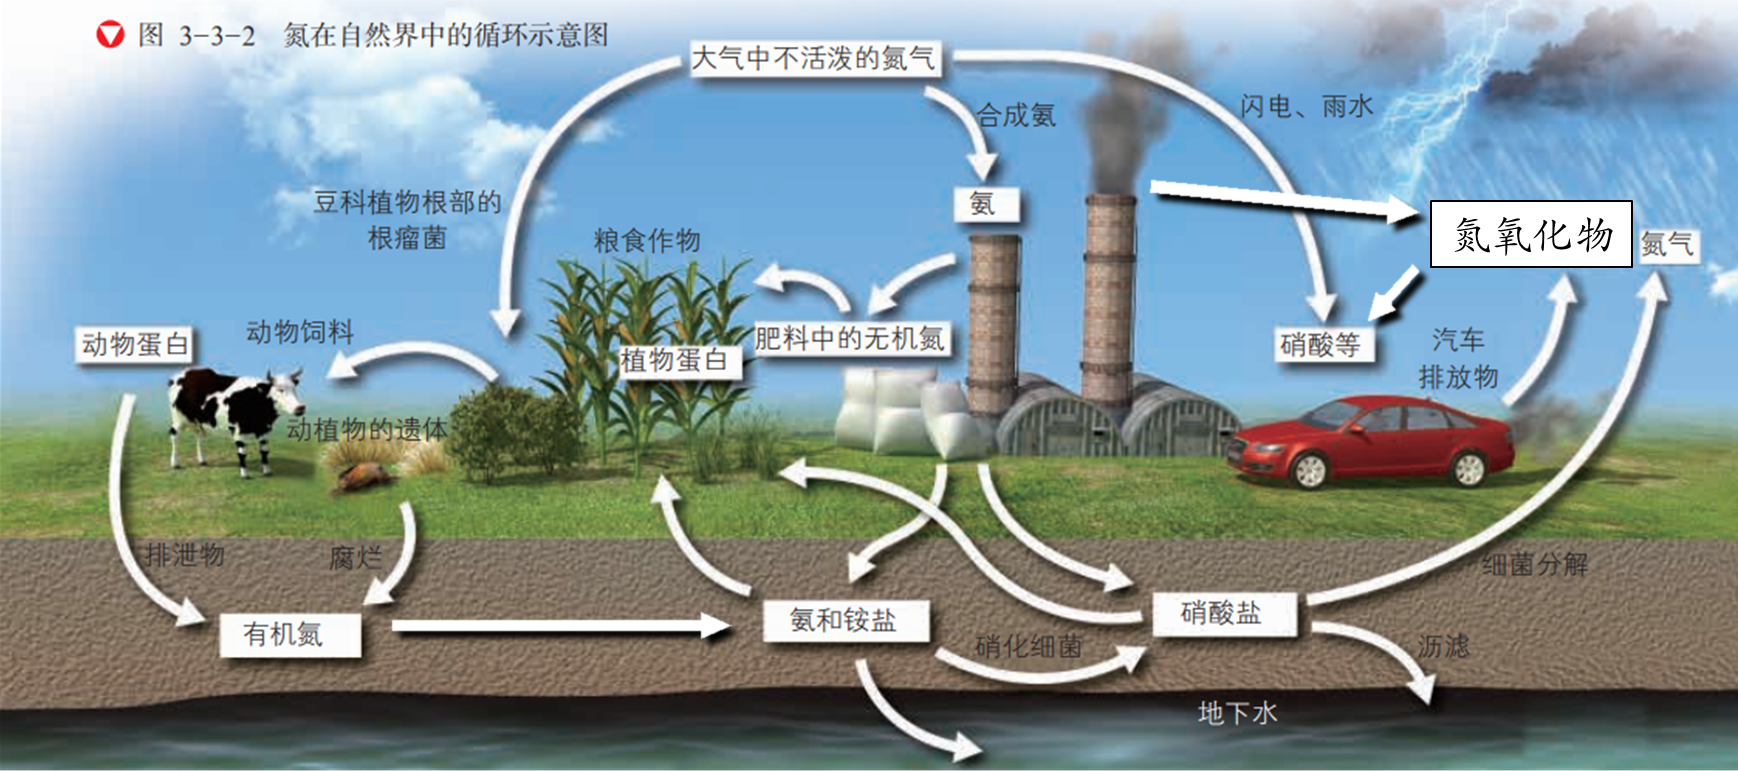 图 3-3-2 氮在自然界中的循环示意图
大气中不活泼的氮气
合成氨
闪电、雨水
豆科植物根部的
根瘤菌
氨
粮食作物
氮氧化物
氮气
动物蛋白
动物饲料
植物蛋白
肥料中的无机氮
硝酸等
汽车
排放物
动植物的遗体
排泄物
腐烂
细菌分解
有机氮
氨和铵盐
硝酸盐
硝化细菌
沥滤
地下水